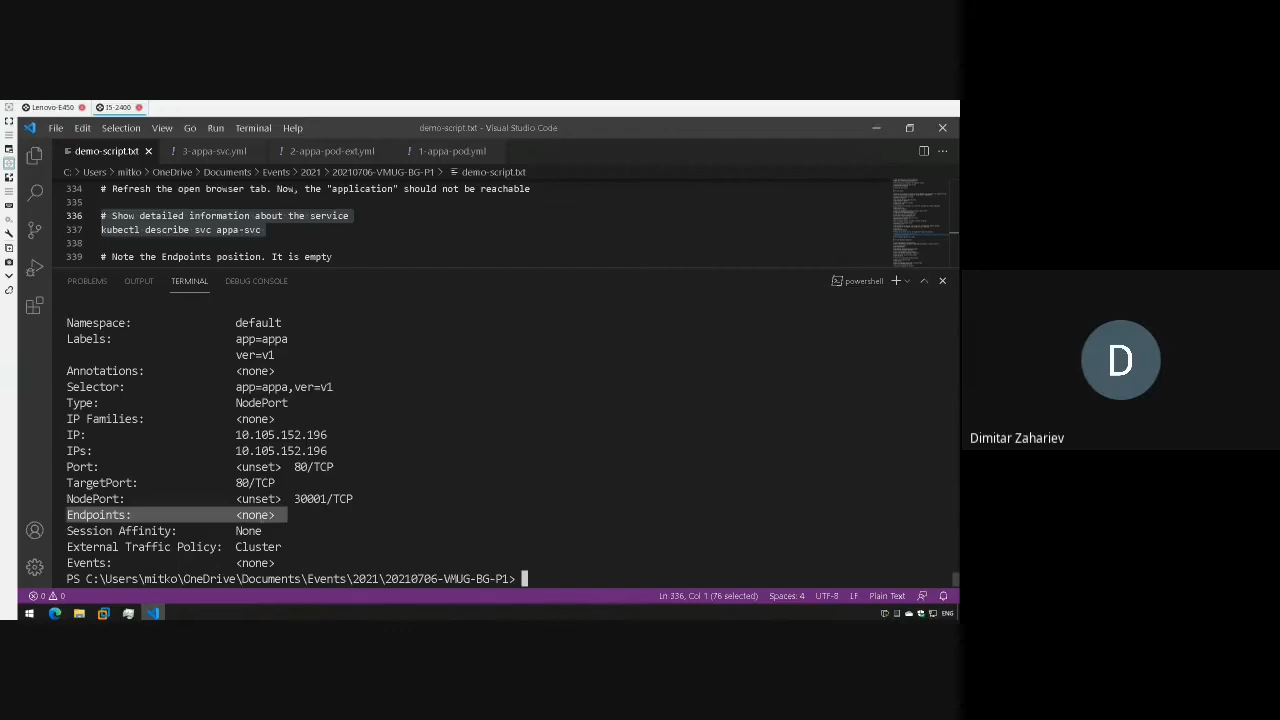 Lenovo-E450
I5-2400
File Edit Selection View Go Run Terminal Help
demo-script.txt - Visual Studio Code
demo-script.txt
3-appa-svc.yml
2-appa-pod-ext.yml
1-appa-pod.yml
C: > Users > mitko > OneDrive > Documents > Events > 2021 > 20210706-VMUG-BG-P1 > demo-script.txt
334 # Refresh the open browser tab. Now, the "application" should not be reachable
335
336 # Show detailed information about the service
337 kubectl describe svc appa-svc
338
339 # Note the Endpoints position. It is empty
PROBLEMS OUTPUT TERMINAL DEBUG CONSOLE
powershell
Namespace: default
Labels: app=appa
ver=v1
Annotations: <none>
Selector: app=appa,ver=v1
Type: NodePort
IP Families: <none>
IP: 10.105.152.196
IPs: 10.105.152.196
Port: <unset> 80/TCP
TargetPort: 80/TCP
NodePort: <unset> 30001/TCP
Endpoints: <none>
Session Affinity: None
External Traffic Policy: Cluster
Events: <none>
PS C:\Users\mitko\OneDrive\Documents\Events\2021\20210706-VMUG-BG-P1>
0 0
Ln 336, Col 1 (76 selected) Spaces: 4 UTF-8 LF Plain Text
ENG
D
Dimitar Zahariev